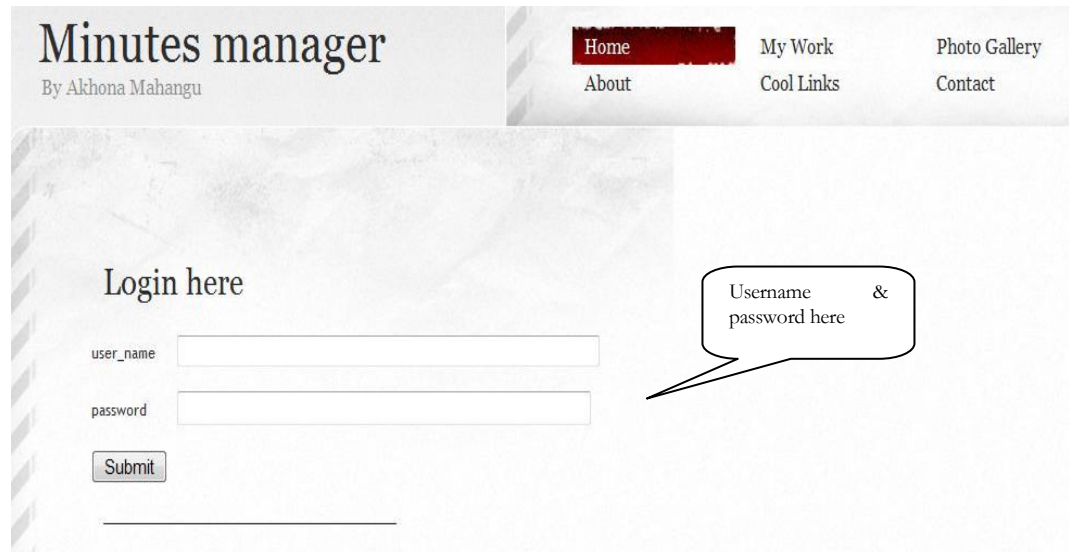 Minutes manager
By Akhona Mahangu
Home My Work Photo Gallery
About Cool Links Contact
Login here
Username &
password here
user_name
password
Submit